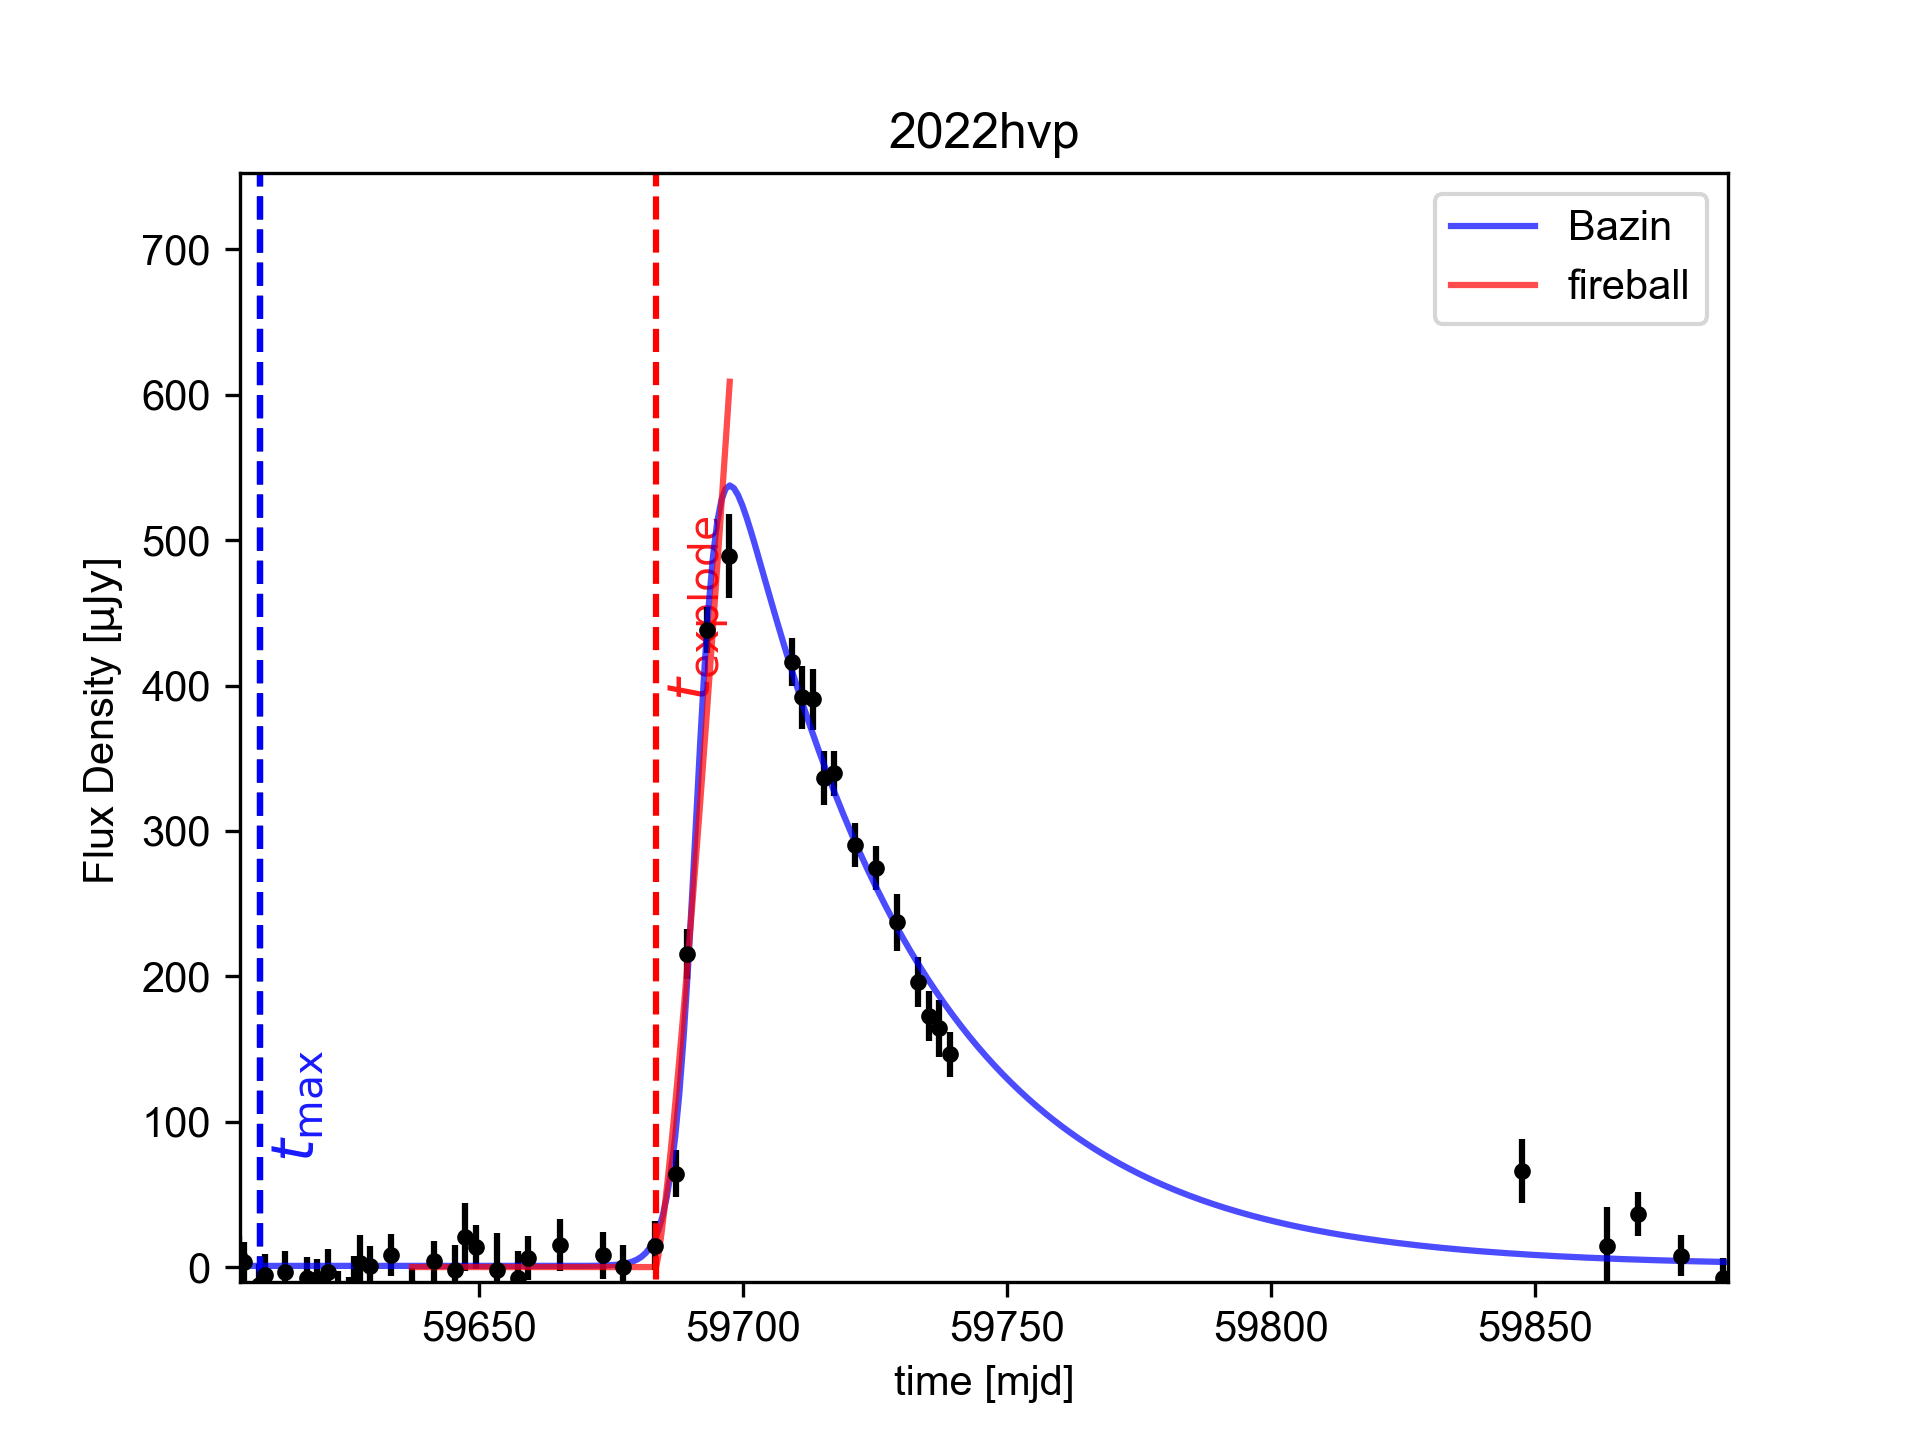 2022hvp
Bazin
fireball
700
600
500
400
300
200
100
0
Flux Density [µJy]
t_explode
t_max
59650
59700
59750
59800
59850
time [mjd]